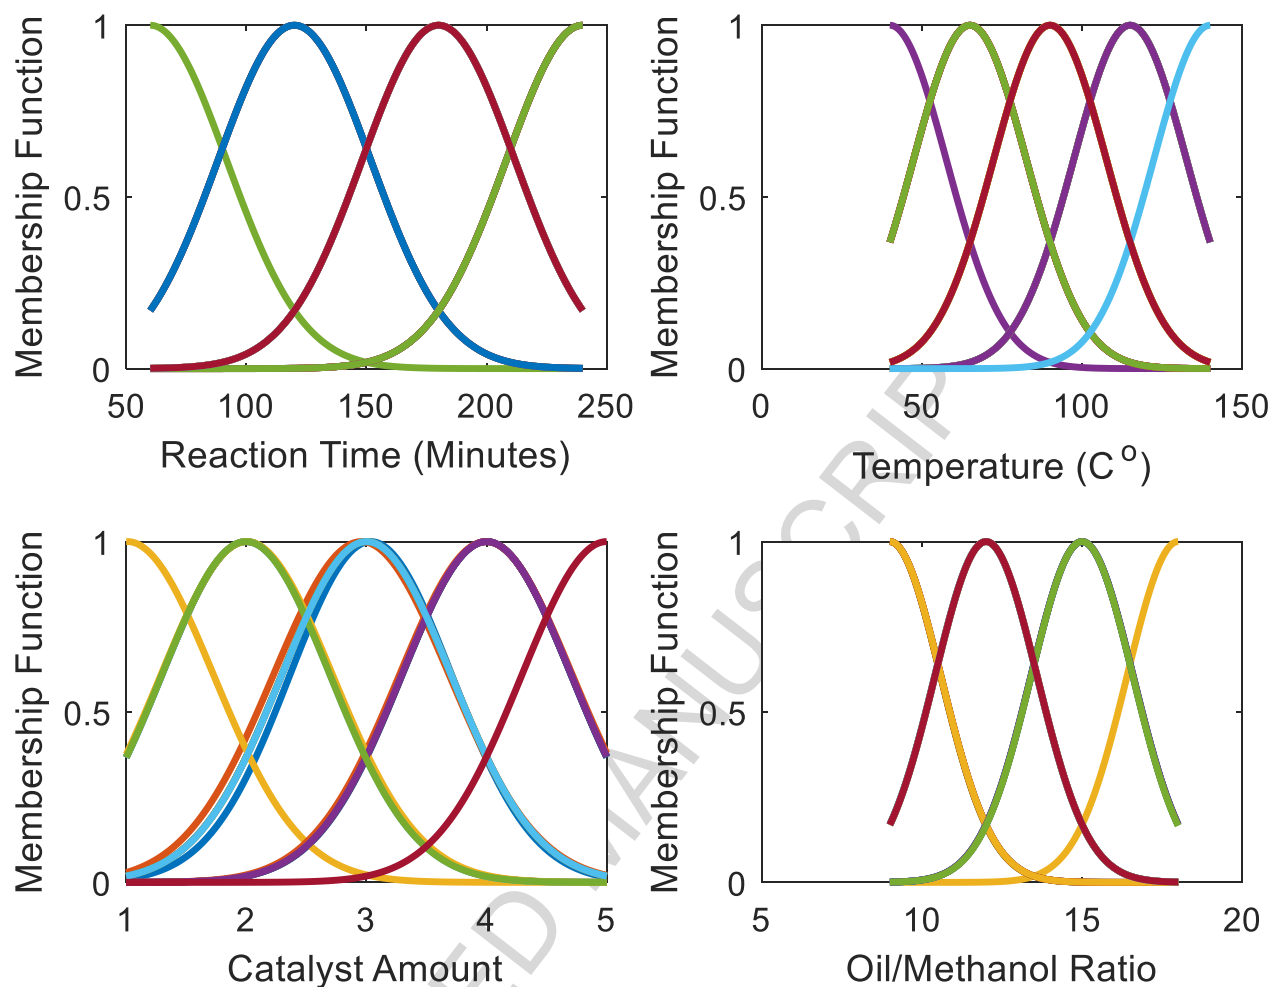 Membership Function
1
0.5
0
50 100 150 200 250
Reaction Time (Minutes)
Membership Function
1
0.5
0
0 50 100 150
Temperature (C o)
Membership Function
1
0.5
0
1 2 3 4 5
Catalyst Amount
Membership Function
1
0.5
0
5 10 15 20
Oil/Methanol Ratio
ED MANUSCRIP